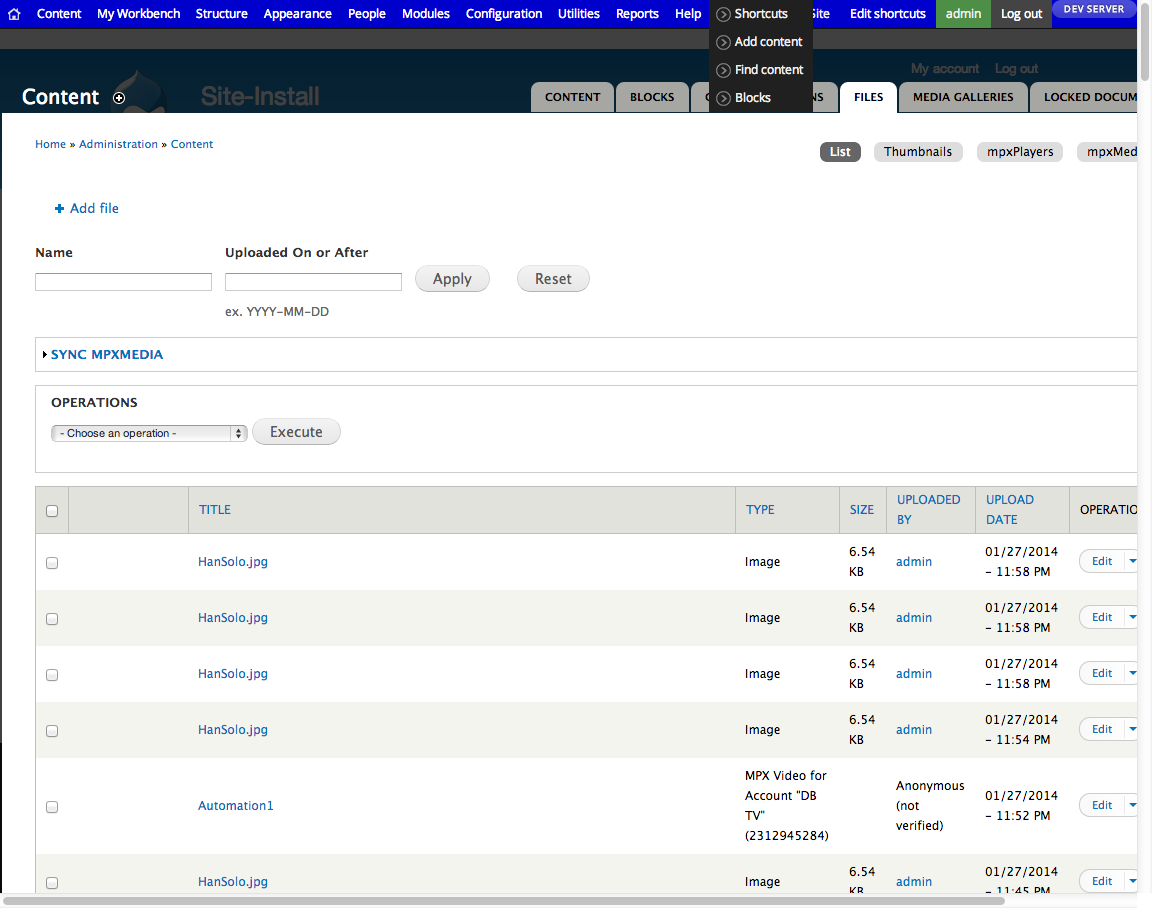 Content My Workbench Structure Appearance People Modules Configuration Utilities Reports Help Shortcuts Site Edit shortcuts admin Log out DEV SERVER
Add content
Find content
Blocks
My account Log out
Content Site-Install
CONTENT BLOCKS NS FILES MEDIA GALLERIES LOCKED DOCUM
Home » Administration » Content
List Thumbnails mpxPlayers mpxMed
Add file
Name Uploaded On or After
Apply Reset
ex. YYYY-MM-DD
SYNC MPXMEDIA
OPERATIONS
- Choose an operation - Execute
TITLE TYPE SIZE UPLOADED BY UPLOAD DATE OPERATIO
HanSolo.jpg Image 6.54 KB admin 01/27/2014 - 11:58 PM Edit
HanSolo.jpg Image 6.54 KB admin 01/27/2014 - 11:58 PM Edit
HanSolo.jpg Image 6.54 KB admin 01/27/2014 - 11:58 PM Edit
HanSolo.jpg Image 6.54 KB admin 01/27/2014 - 11:54 PM Edit
Automation1 MPX Video for Account "DB TV" (2312945284) Anonymous (not verified) 01/27/2014 - 11:52 PM Edit
HanSolo.jpg Image 6.54 KB admin 01/27/2014 - 11:45 PM Edit